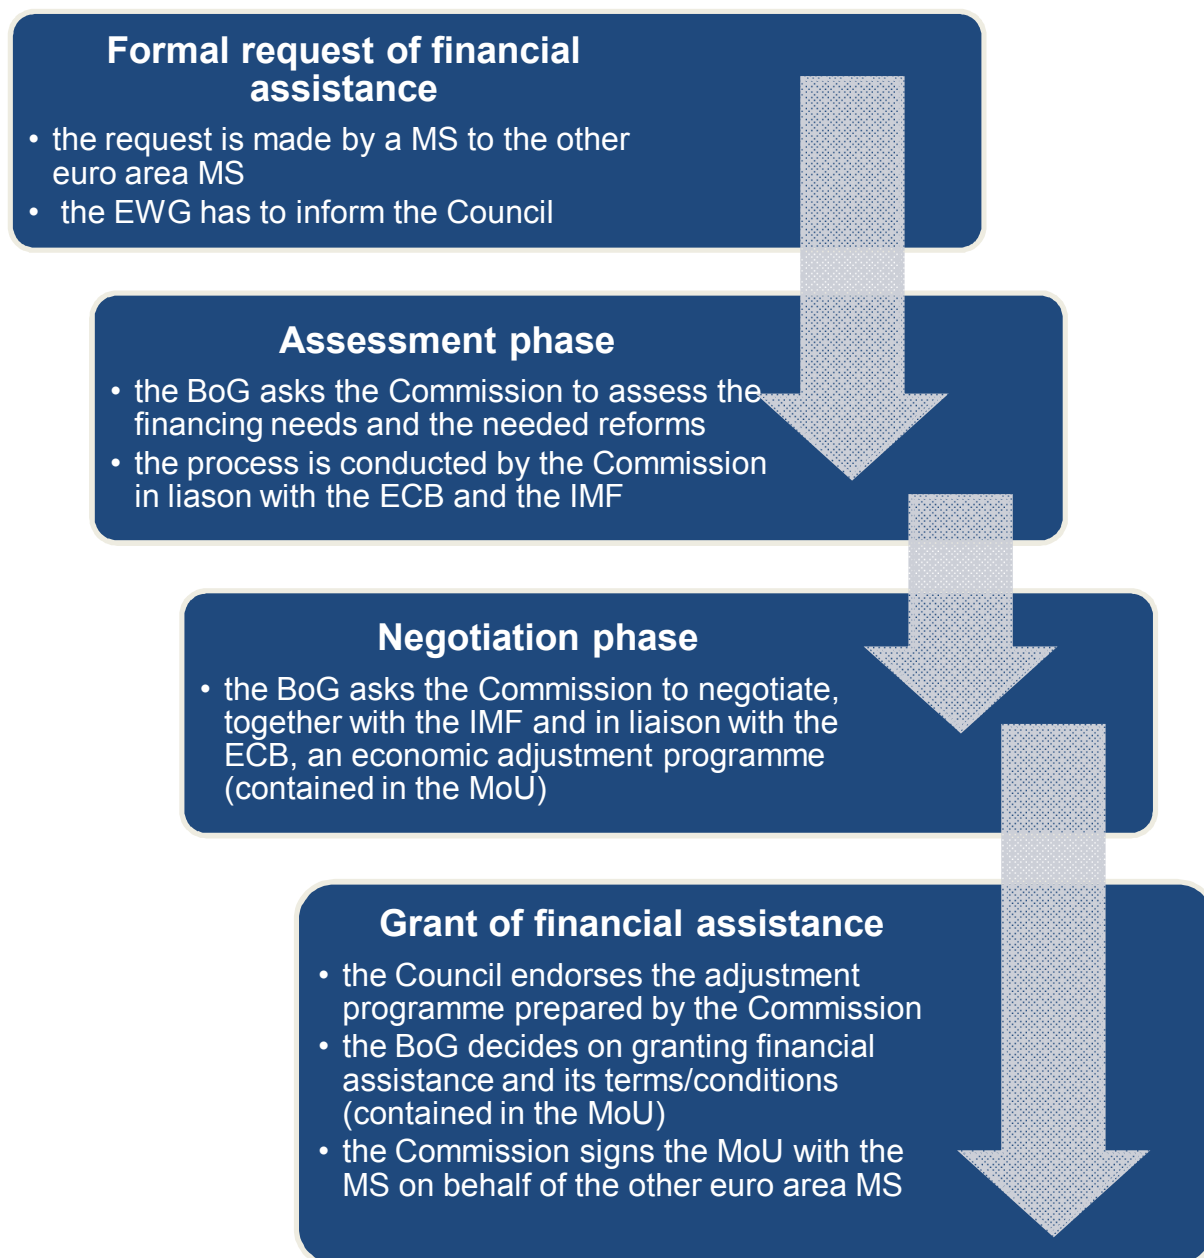 Formal request of financial
assistance
• the request is made by a MS to the other
euro area MS
• the EWG has to inform the Council
Assessment phase
• the BoG asks the Commission to assess the
financing needs and the needed reforms
• the process is conducted by the Commission
in liason with the ECB and the IMF
Negotiation phase
• the BoG asks the Commission to negotiate,
together with the IMF and in liaison with the
ECB, an economic adjustment programme
(contained in the MoU)
Grant of financial assistance
• the Council endorses the adjustment
programme prepared by the Commission
• the BoG decides on granting financial
assistance and its terms/conditions
(contained in the MoU)
• the Commission signs the MoU with the
MS on behalf of the other euro area MS